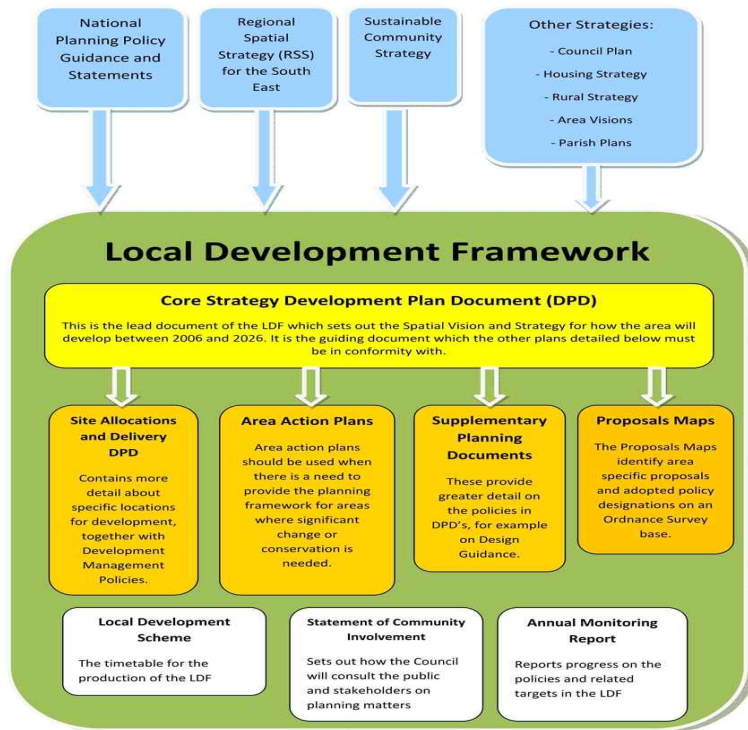 National
Planning Policy
Guidance and
Statements
Regional
Spatial
Strategy (RSS)
for the South
East
Sustainable
Community
Strategy
Other Strategies:
- Council Plan
- Housing Strategy
- Rural Strategy
- Area Visions
- Parish Plans
Local Development Framework
Core Strategy Development Plan Document (DPD)
This is the lead document of the LDF which sets out the Spatial Vision and Strategy for how the area will
develop between 2006 and 2026. It is the guiding document which the other plans detailed below must
be in conformity with.
Site Allocations
and Delivery
DPD
Contains more
detail about
specific locations
for development,
together with
Development
Management
Policies.
Area Action Plans
Area action plans
should be used when
there is a need to
provide the planning
framework for areas
where significant
change or
conservation is
needed.
Supplementary
Planning
Documents
These provide
greater detail on
the policies in
DPD's, for example
on Design
Guidance.
Proposals Maps
The Proposals Maps
identify area
specific proposals
and adopted policy
designations on an
Ordnance Survey
base.
Local Development
Scheme
The timetable for the
production of the LDF
Statement of Community
Involvement
Sets out how the Council
will consult the public
and stakeholders on
planning matters
Annual Monitoring
Report
Reports progress on the
policies and related
targets in the LDF